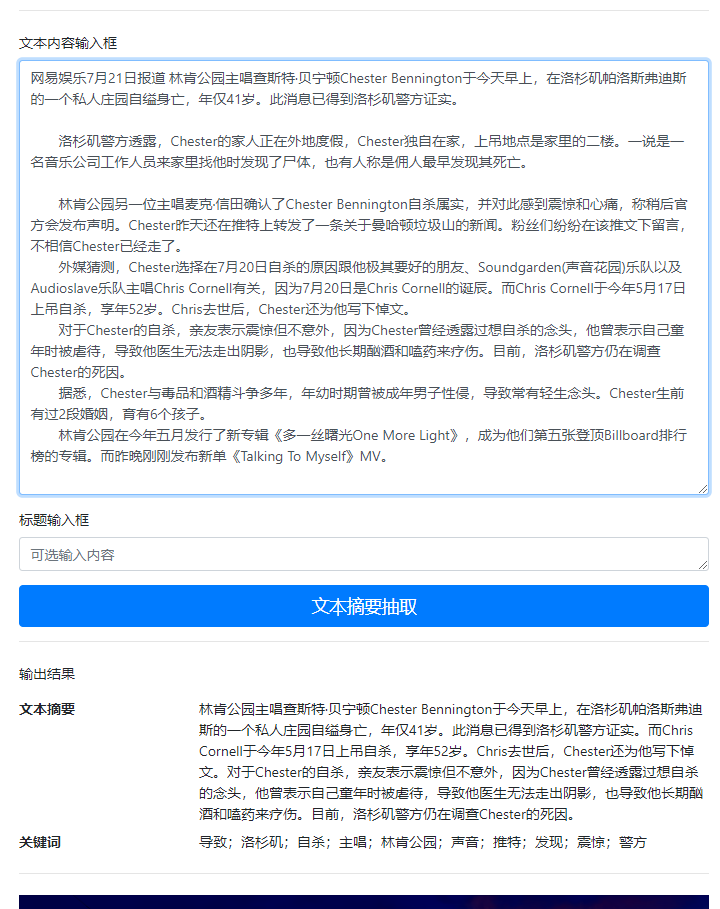 文本内容输入框
网易娱乐7月21日报道 林肯公园主唱查斯特·贝宁顿Chester Bennington于今天早上，在洛杉矶帕洛斯弗迪斯
的一个私人庄园自缢身亡，年仅41岁。此消息已得到洛杉矶警方证实。
洛杉矶警方透露，Chester的家人正在外地度假，Chester独自在家，上吊地点是家里的二楼。一说是一
名音乐公司工作人员来家里找他时发现了尸体，也有人称是佣人最早发现其死亡。
林肯公园另一位主唱麦克·信田确认了Chester Bennington自杀属实，并对此感到震惊和心痛，称稍后官
方会发布声明。Chester昨天还在推特上转发了一条关于曼哈顿垃圾山的新闻。粉丝们纷纷在该推文下留言，
不相信Chester已经走了。
外媒猜测，Chester选择在7月20日自杀的原因跟他极其要好的朋友、Soundgarden(声音花园)乐队以及
Audioslave乐队主唱Chris Cornell有关，因为7月20日是Chris Cornell的诞辰。而Chris Cornell于今年5月17日
上吊自杀，享年52岁。Chris去世后，Chester还为他写下悼文。
对于Chester的自杀，亲友表示震惊但不意外，因为Chester曾经透露过想自杀的念头，他曾表示自己童
年时被虐待，导致他医生无法走出阴影，也导致他长期酗酒和嗑药来疗伤。目前，洛杉矶警方仍在调查
Chester的死因。
据悉，Chester与毒品和酒精斗争多年，年幼时期曾被成年男子性侵，导致常有轻生念头。Chester生前
有过2段婚姻，育有6个孩子。
林肯公园在今年五月发行了新专辑《多一丝曙光One More Light》，成为他们第五张登顶Billboard排行
榜的专辑。而昨晚刚刚发布新单《Talking To Myself》MV。
标题输入框
可选输入内容
文本摘要抽取
输出结果
文本摘要
林肯公园主唱查斯特·贝宁顿Chester Bennington于今天早上，在洛杉矶帕洛斯弗迪
斯的一个私人庄园自缢身亡，年仅41岁。此消息已得到洛杉矶警方证实。而Chris
Cornell于今年5月17日上吊自杀，享年52岁。Chris去世后，Chester还为他写下悼
文。对于Chester的自杀，亲友表示震惊但不意外，因为Chester曾经透露过想自杀
的念头，他曾表示自己童年时被虐待，导致他医生无法走出阴影，也导致他长期酗
酒和嗑药来疗伤。目前，洛杉矶警方仍在调查Chester的死因。
关键词
导致；洛杉矶；自杀；主唱；林肯公园；声音；推特；发现；震惊；警方